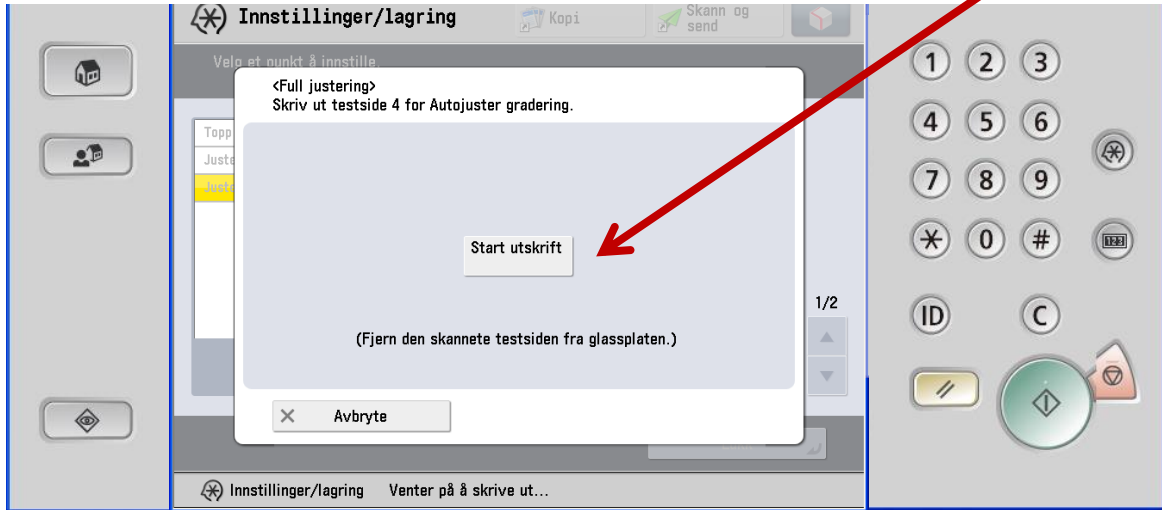 Innstillinger/lagring
Kopi
Skann og
send
Velg et punkt å innstille.
<Full justering>
Skriv ut testside 4 for Autojuster gradering.
Topp
Juste
Juste
Start utskrift
1/2
(Fjern den skannete testsiden fra glassplaten.)
Avbryte
Innstillinger/lagring Venter på å skrive ut...
1 2 3
4 5 6
7 8 9
0 #
123
ID C